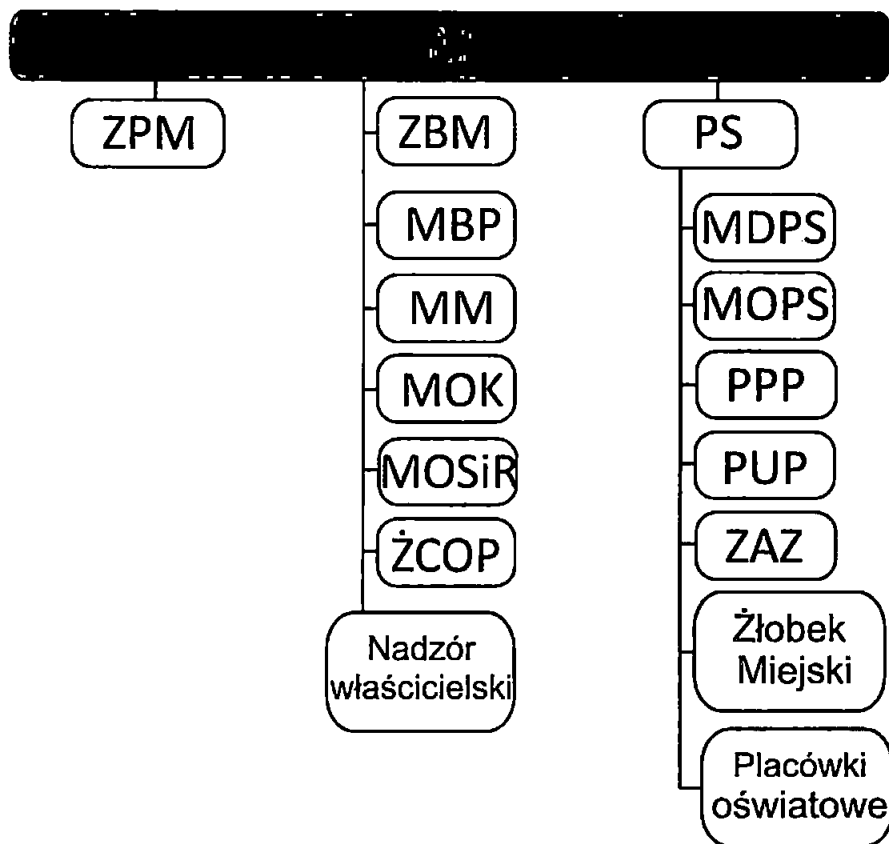 ZPM
ZBM
MBP
MM
MOK
MOSiR
ŻCOP
Nadzór
właścicielski
PS
MDPS
MOPS
PPP
PUP
ZAZ
Żłobek
Miejski
Placówki
oświatowe